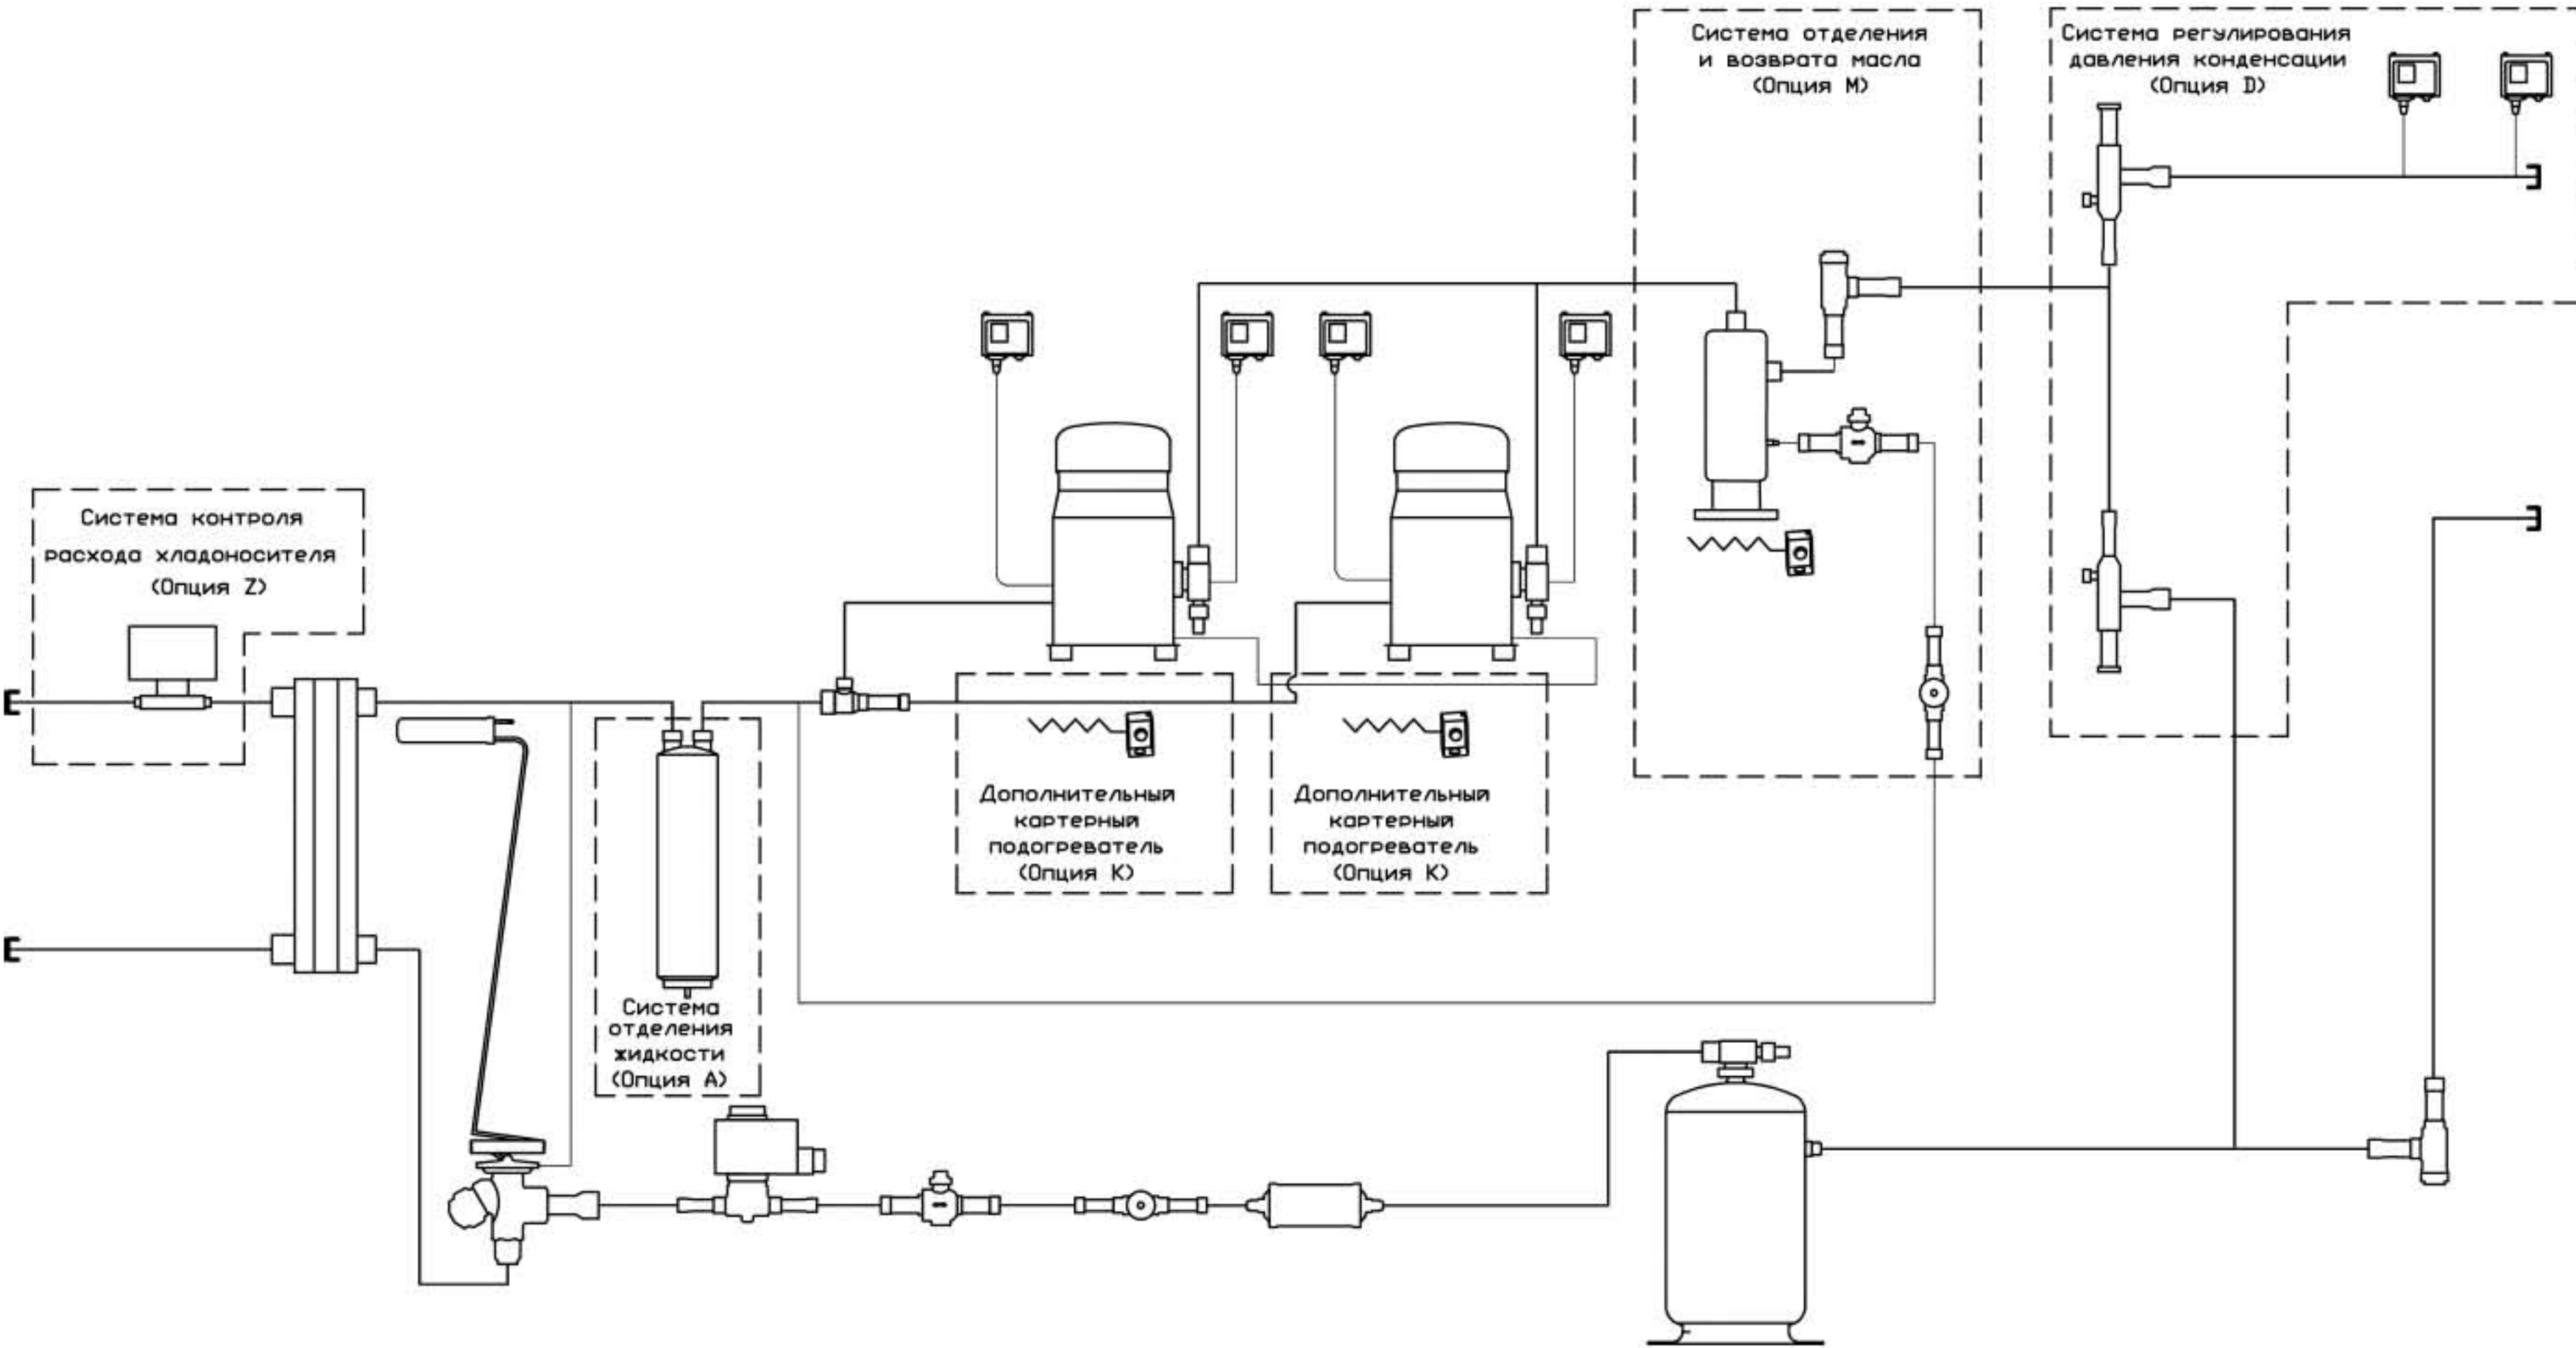 Система отделения
и возврата масла
(Опция М)
Система регулирования
давления конденсации
(Опция D)
Система контроля
расхода хладоносителя
(Опция Z)
Дополнительный
картерный
подогреватель
(Опция К)
Дополнительный
картерный
подогреватель
(Опция К)
Система
отделения
жидкости
(Опция А)